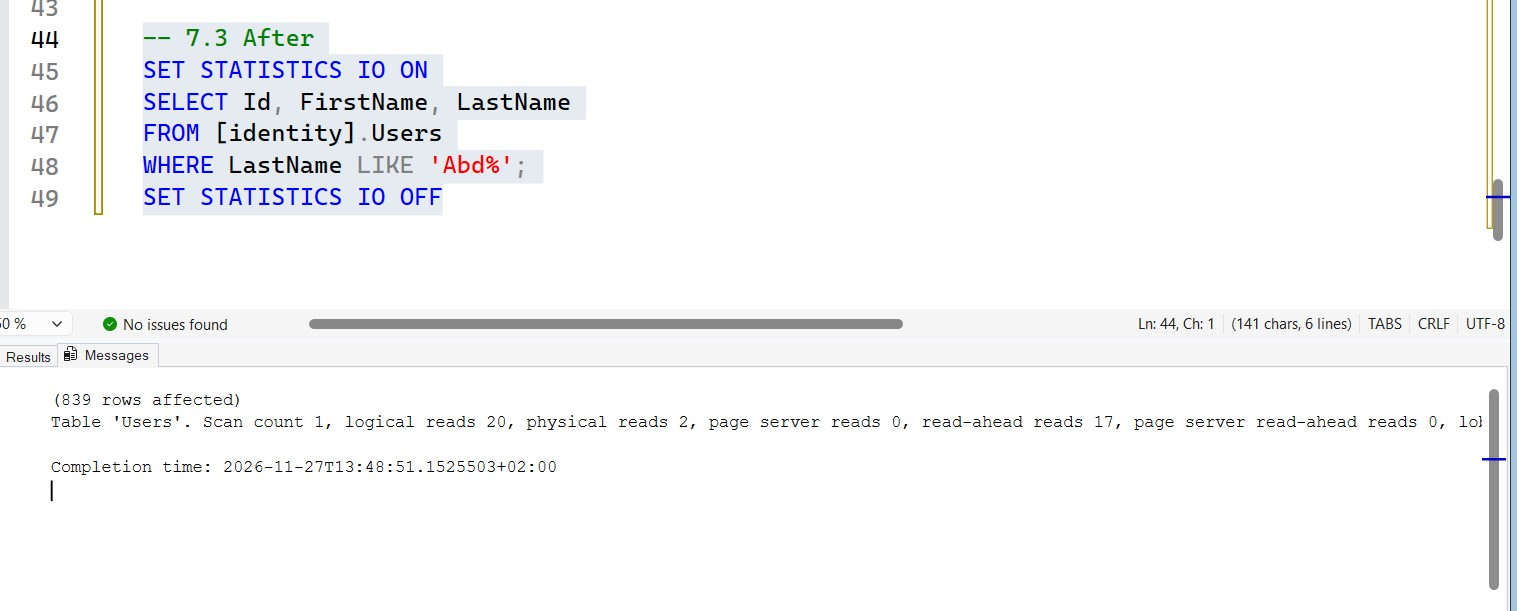 43
44 -- 7.3 After
45 SET STATISTICS IO ON
46 SELECT Id, FirstName, LastName
47 FROM [identity].Users
48 WHERE LastName LIKE 'Abd%';
49 SET STATISTICS IO OFF
0 % No issues found Ln: 44, Ch: 1 (141 chars, 6 lines) TABS CRLF UTF-8
Results Messages
(839 rows affected)
Table 'Users'. Scan count 1, logical reads 20, physical reads 2, page server reads 0, read-ahead reads 17, page server read-ahead reads 0,
Completion time: 2026-11-27T13:48:51.1525503+02:00